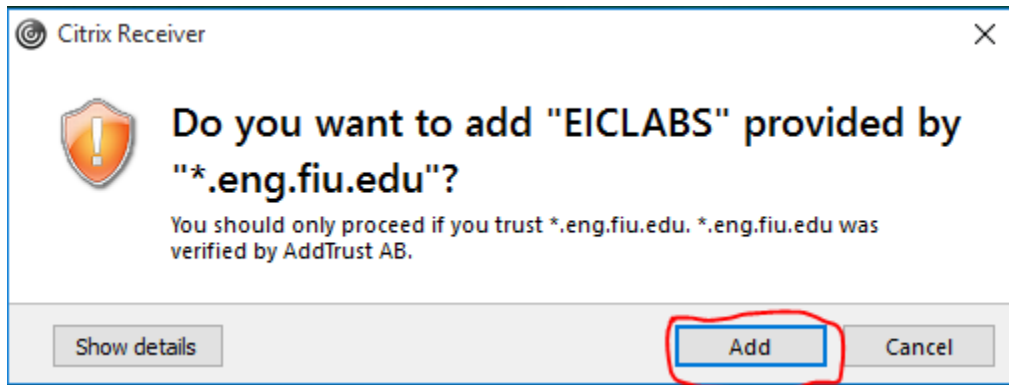 Citrix Receiver
Do you want to add "EICLABS" provided by
"*.eng.fiu.edu"?
You should only proceed if you trust *.eng.fiu.edu. *.eng.fiu.edu was
verified by AddTrust AB.
Show details
Add
Cancel